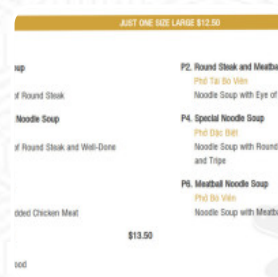 JUST ONE SIZE LARGE $12.50
of Round Steak
Noodle Soup
of Round Steak and Well-Done
dded Chicken Meat
$13.50
P2. Round Steak and Meatba
Phở Tái Bò Viên
Noodle Soup with Eye of
P4. Special Noodle Soup
Phở Đặc Biệt
Noodle Soup with Round
and Tripe
P6. Meatball Noodle Soup
Phở Bò Viên
Noodle Soup with Meatba